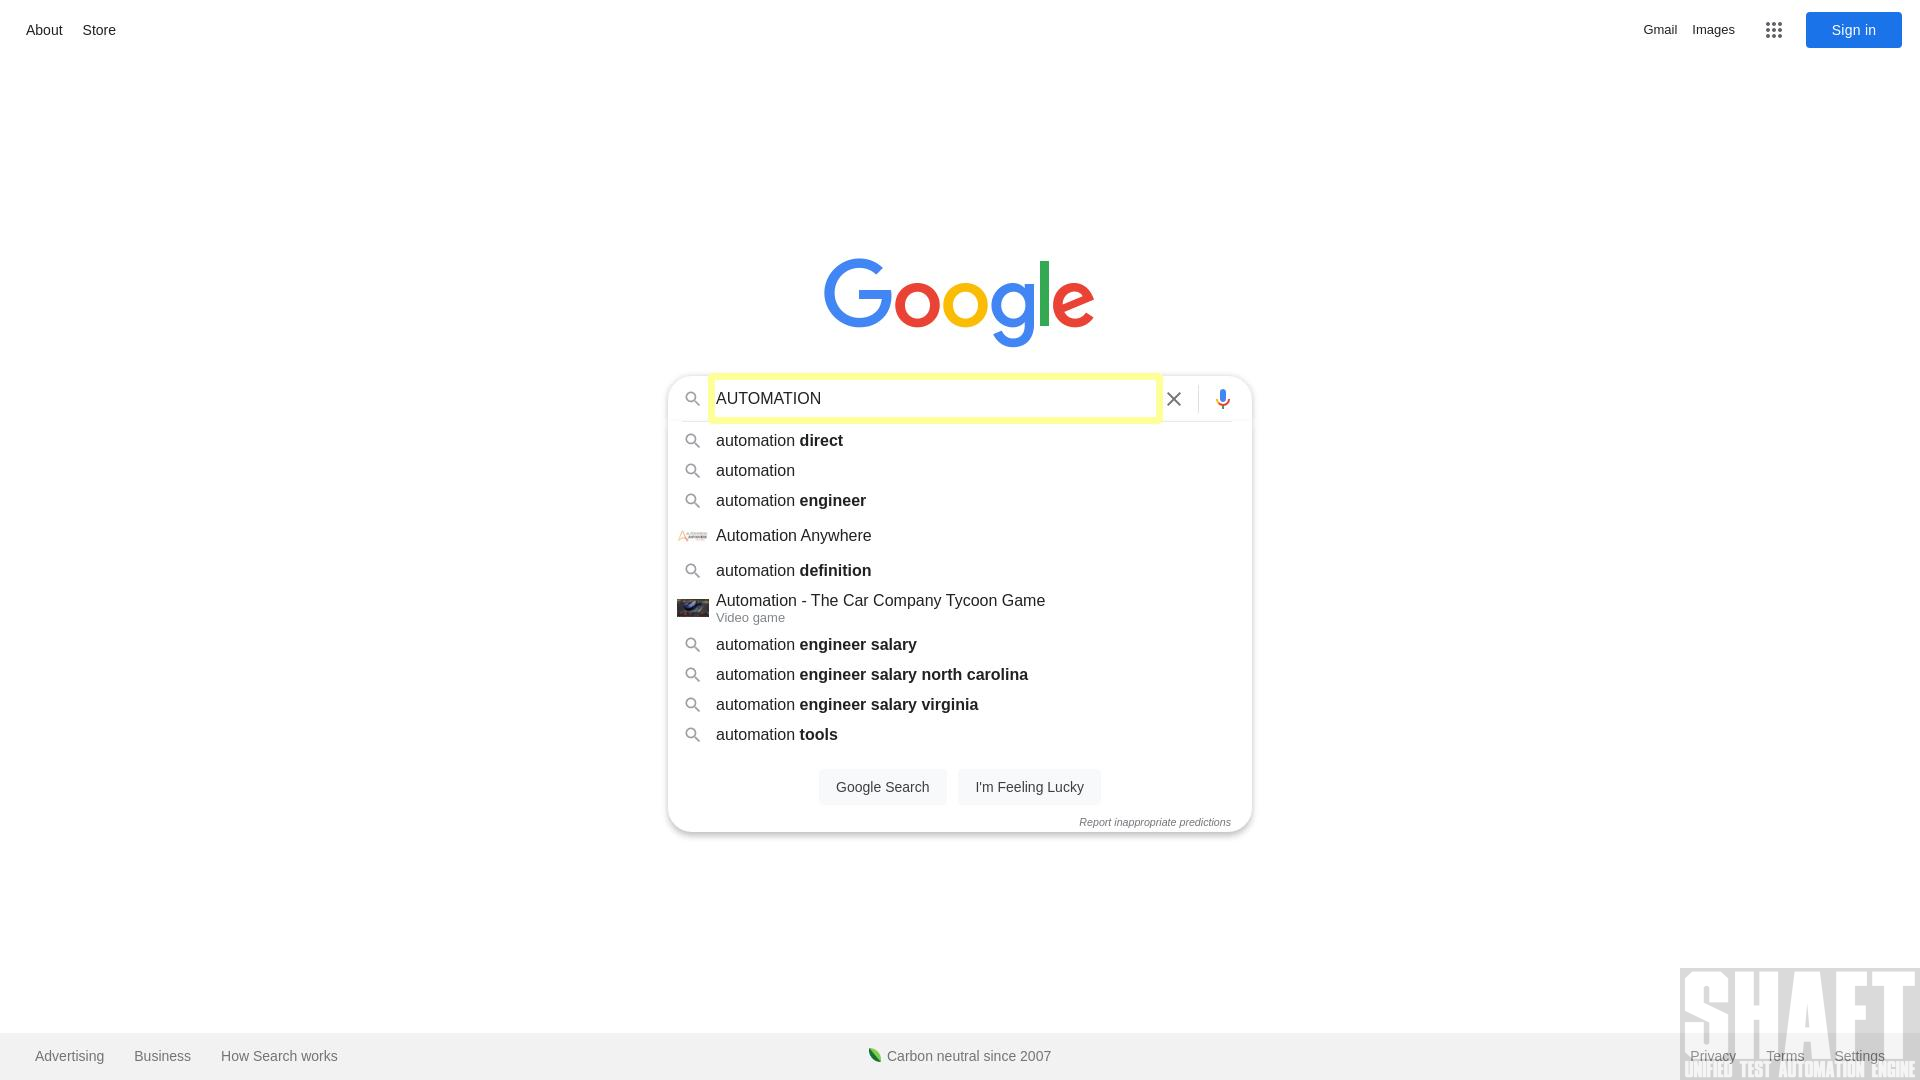 About Store
Gmail Images Sign in
Google
AUTOMATION
automation direct
automation
automation engineer
Automation Anywhere
automation definition
Automation - The Car Company Tycoon Game
Video game
automation engineer salary
automation engineer salary north carolina
automation engineer salary virginia
automation tools
Google Search I'm Feeling Lucky
Report inappropriate predictions
SHAFT
Advertising Business How Search works Carbon neutral since 2007 Privacy Terms Settings
UNIFIED TEST AUTOMATION ENGINE